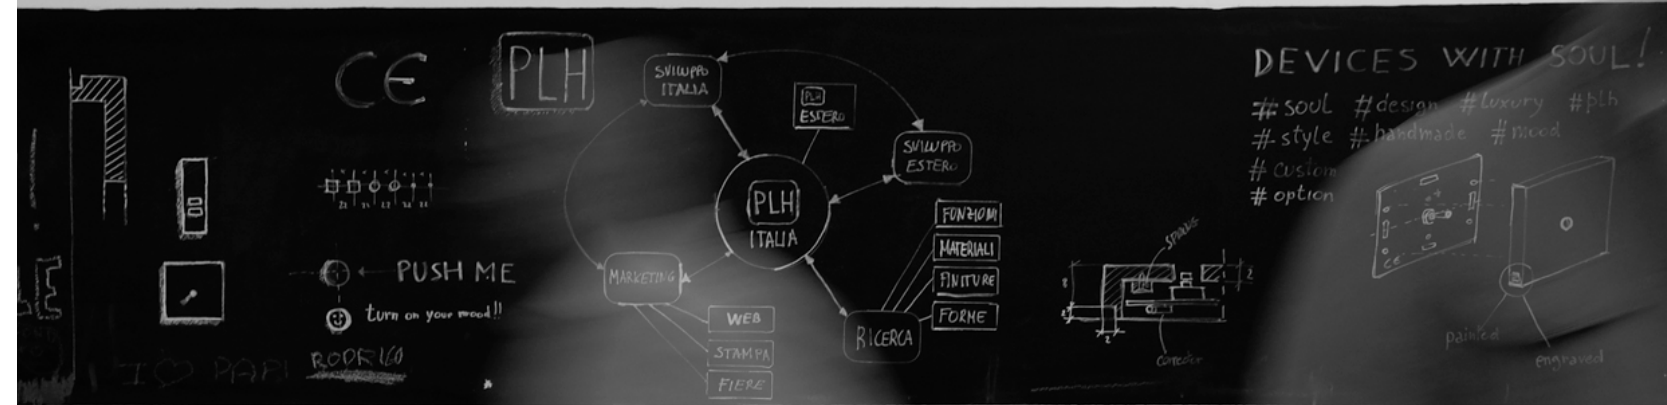 CE
PUSH ME
turn on your mood!!
I ♡ PAPI
RODRIGO
PLH
SVILUPPO
ITALIA
PLH
ESTERO
SVILUPPO
ESTERO
PLH
ITALIA
MARKETING
WEB
STAMPA
FIERE
RICERCA
FUNZIONI
MATERIALI
FINITURE
FORME
DEVICES WITH SOUL!
#soul #design #luxury #plh
#style #handmade #mood
#custom
#option
CE
painted
engraved